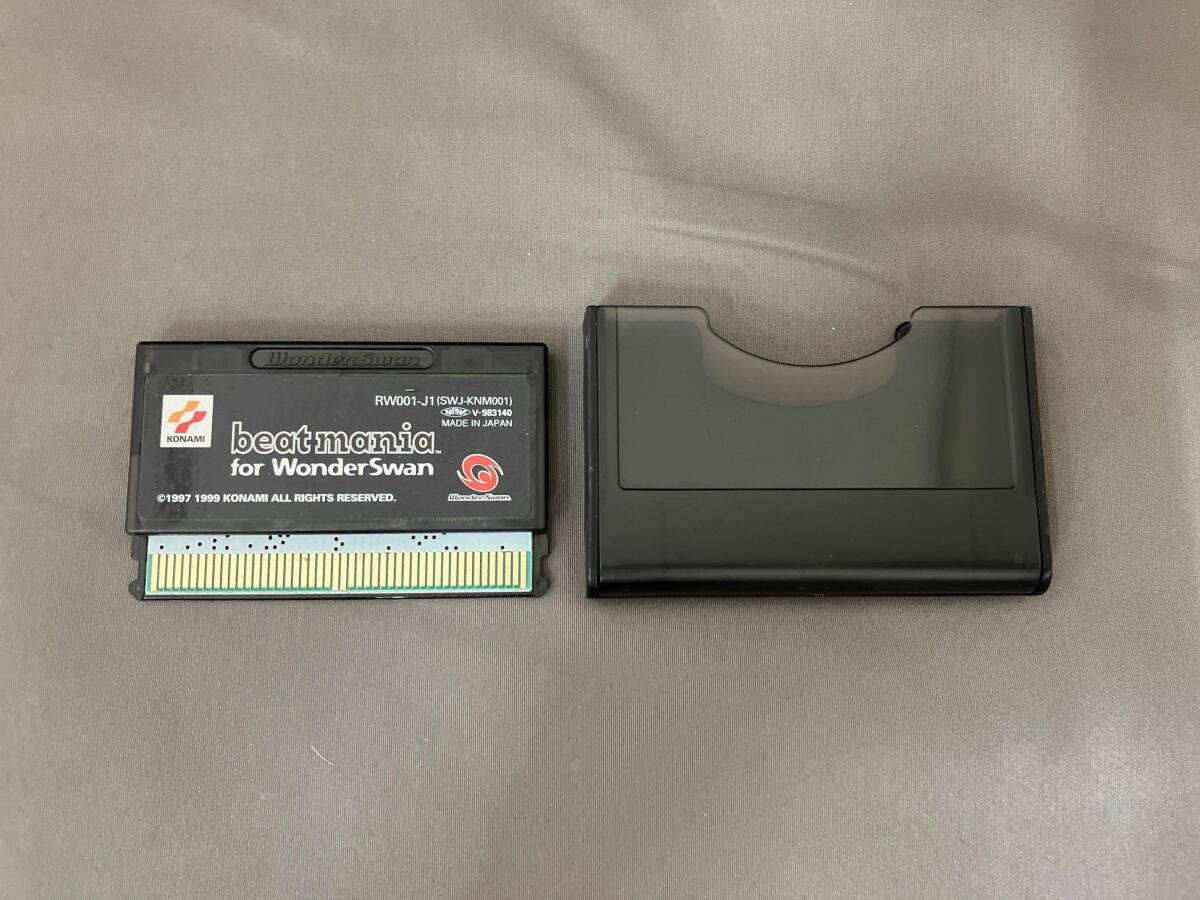 WonderSwan
RW001-J1(SWJ-KNM001)
V-983140
MADE IN JAPAN
KONAMI
beatmania™
for WonderSwan
WonderSwan
©1997 1999 KONAMI ALL RIGHTS RESERVED.